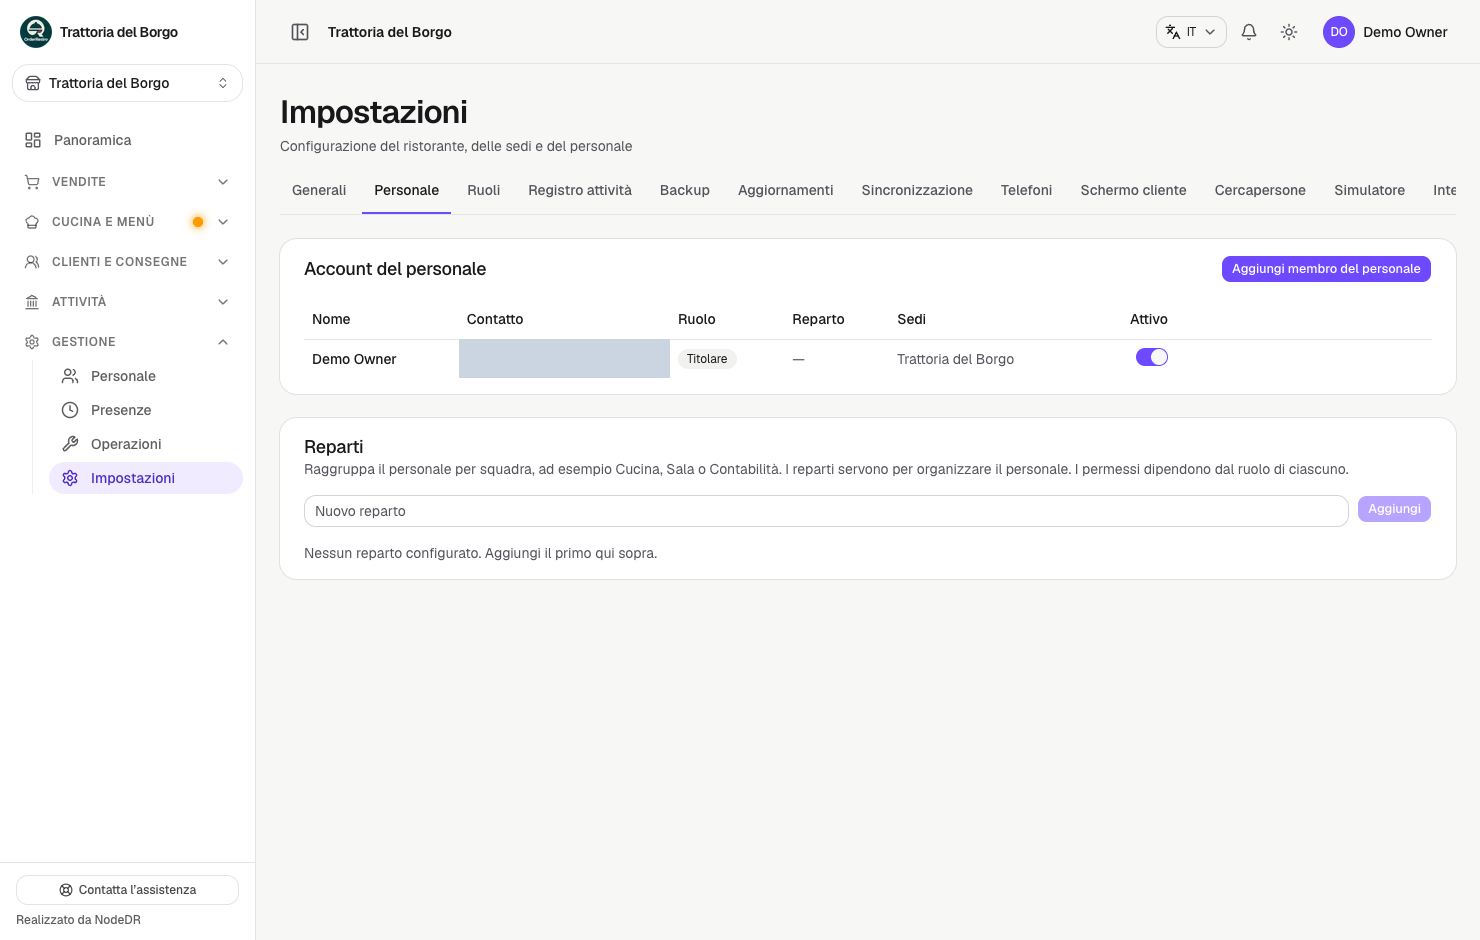 Trattoria del Borgo
Trattoria del Borgo
Panoramica
VENDITE
CUCINA E MENÙ
CLIENTI E CONSEGNE
ATTIVITÀ
GESTIONE
Personale
Presenze
Operazioni
Impostazioni
Contatta l'assistenza
Realizzato da NodeDR
Trattoria del Borgo
IT
DO
Demo Owner
Impostazioni
Configurazione del ristorante, delle sedi e del personale
Generali Personale Ruoli Registro attività Backup Aggiornamenti Sincronizzazione Telefoni Schermo cliente Cercapersone Simulatore Inte
Account del personale
Aggiungi membro del personale
Nome Contatto Ruolo Reparto Sedi Attivo
Demo Owner Titolare — Trattoria del Borgo
Reparti
Raggruppa il personale per squadra, ad esempio Cucina, Sala o Contabilità. I reparti servono per organizzare il personale. I permessi dipendono dal ruolo di ciascuno.
Nuovo reparto
Aggiungi
Nessun reparto configurato. Aggiungi il primo qui sopra.